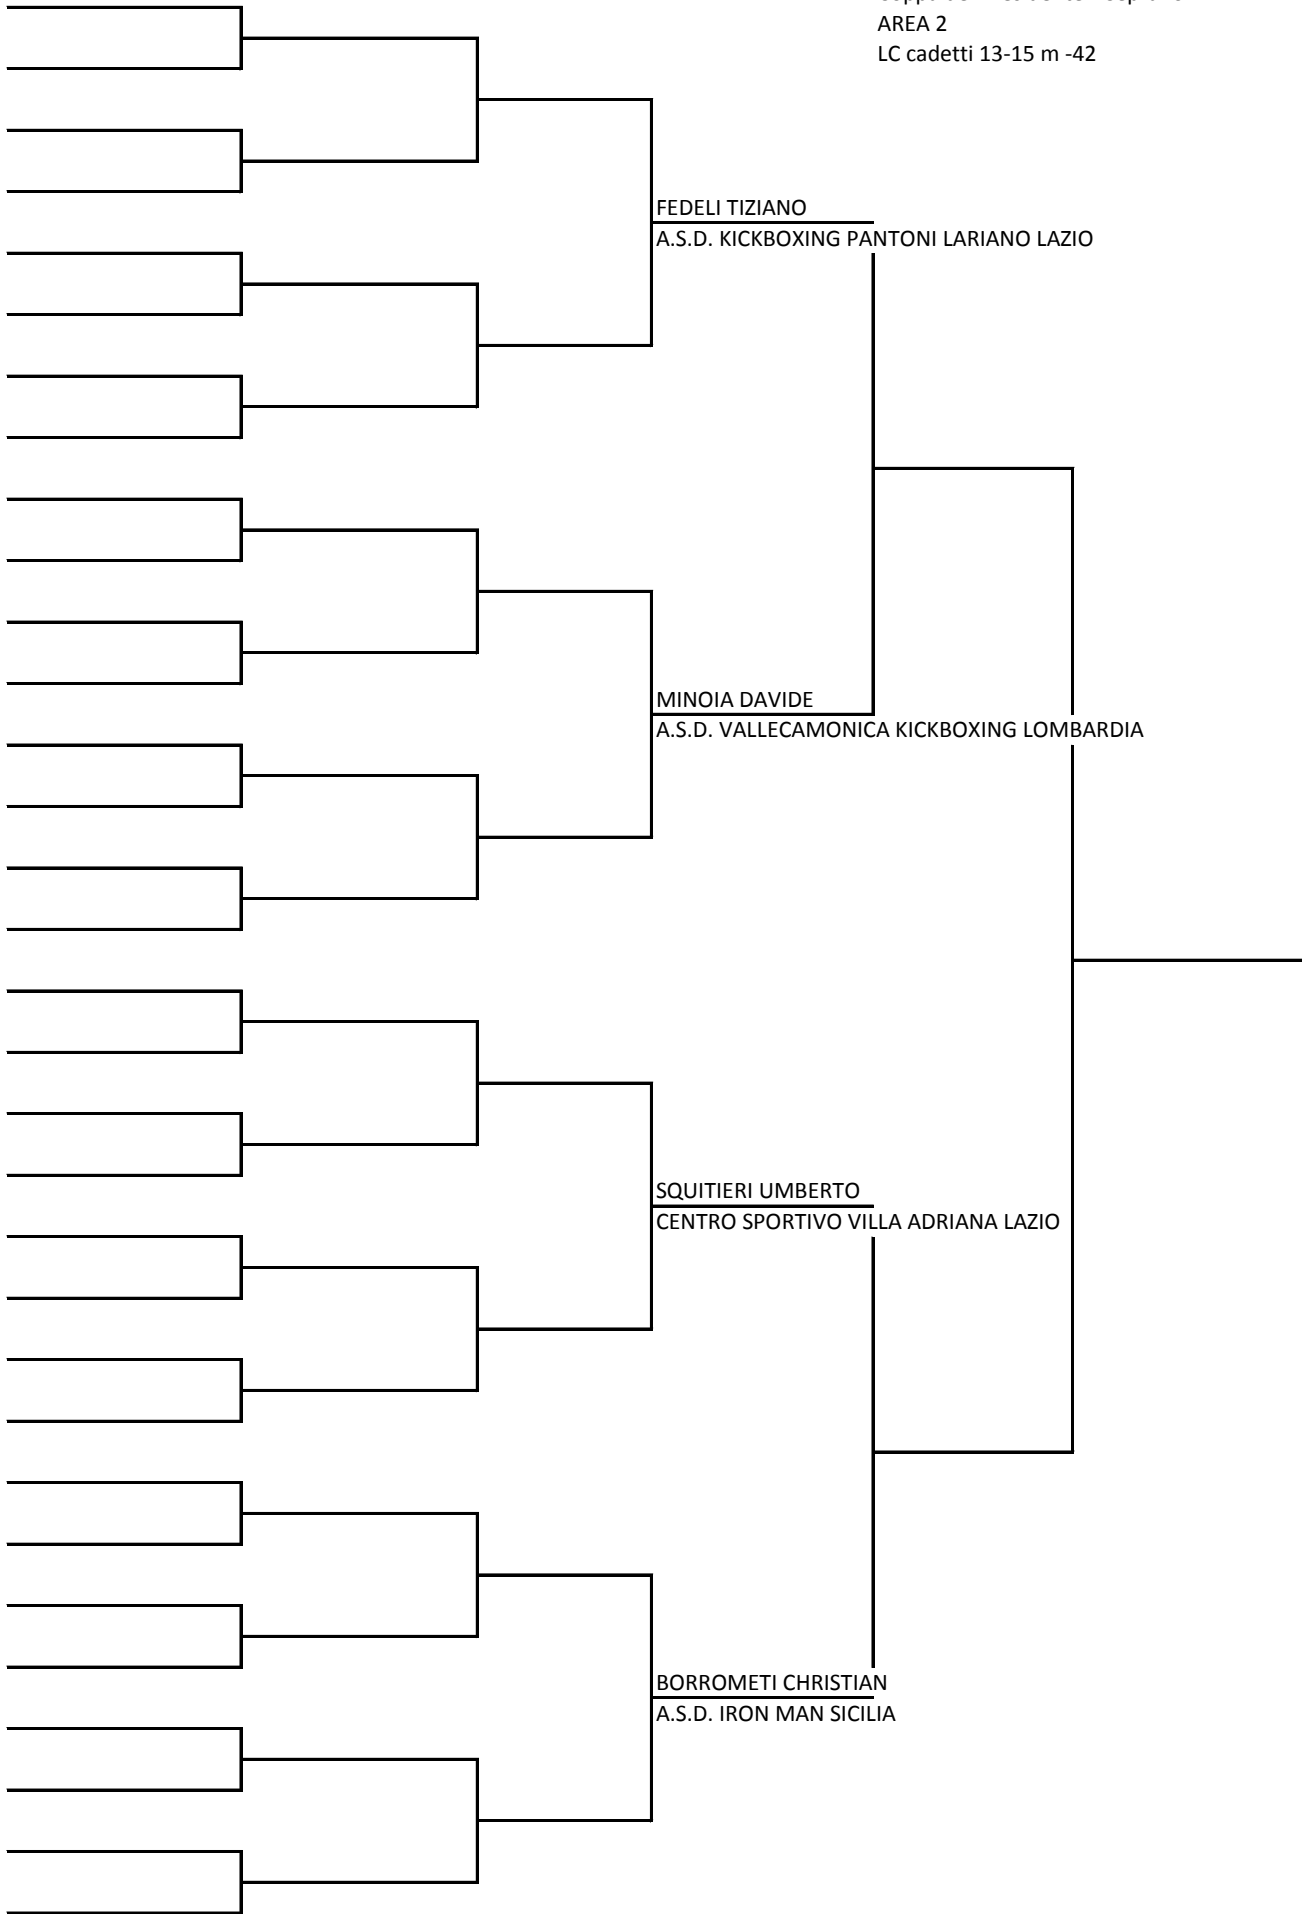 AREA 2
LC cadetti 13-15 m -42
FEDELI TIZIANO
A.S.D. KICKBOXING PANTONI LARIANO LAZIO
MINOIA DAVIDE
A.S.D. VALLECAMONICA KICKBOXING LOMBARDIA
SQUITIERI UMBERTO
CENTRO SPORTIVO VILLA ADRIANA LAZIO
BORROMETI CHRISTIAN
A.S.D. IRON MAN SICILIA